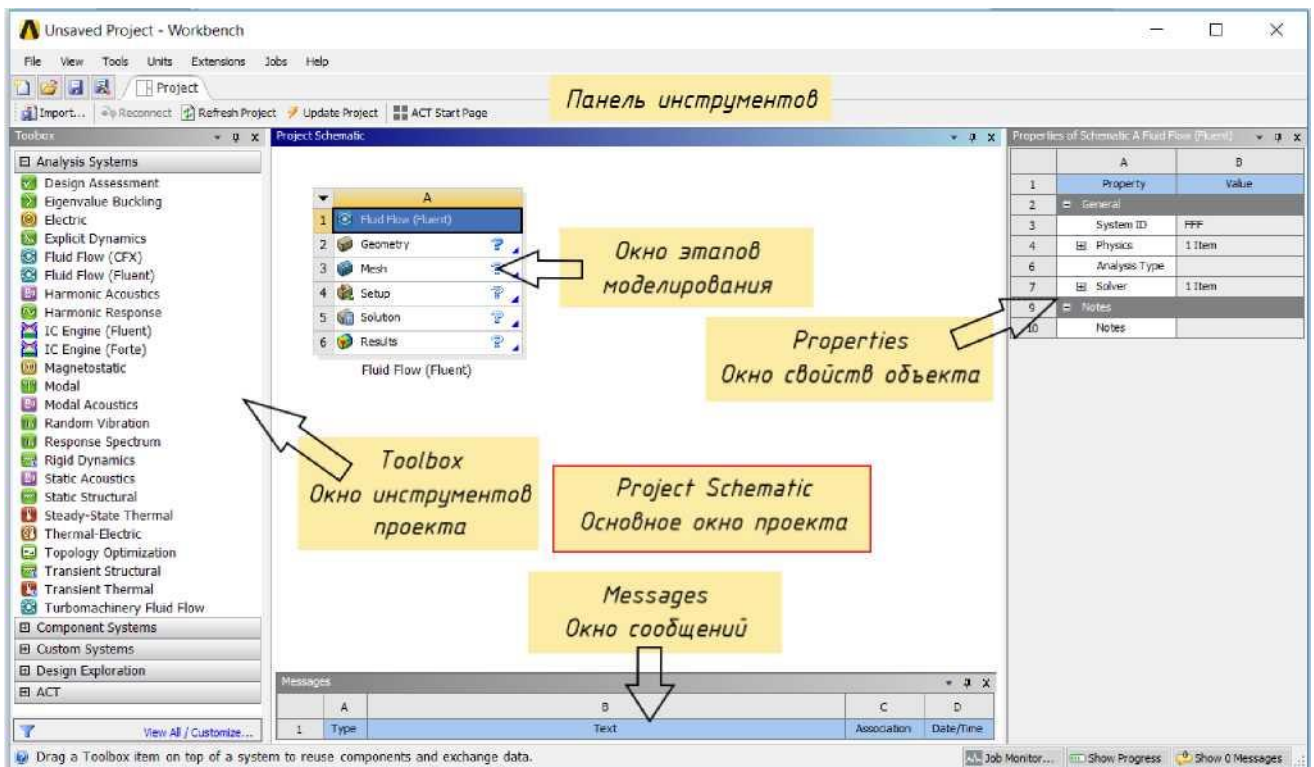 Unsaved Project - Workbench
File View Tools Units Extensions Jobs Help
Project
Import... Reconnect Refresh Project Update Project ACT Start Page
Панель инструментов
Toolbox
Analysis Systems
Design Assessment
Eigenvalue Buckling
Electric
Explicit Dynamics
Fluid Flow (CFX)
Fluid Flow (Fluent)
Harmonic Acoustics
Harmonic Response
IC Engine (Fluent)
IC Engine (Forte)
Magnetostatic
Modal
Modal Acoustics
Random Vibration
Response Spectrum
Rigid Dynamics
Static Acoustics
Static Structural
Steady-State Thermal
Thermal-Electric
Topology Optimization
Transient Structural
Transient Thermal
Turbomachinery Fluid Flow
Component Systems
Custom Systems
Design Exploration
ACT
View All / Customize...
Project Schematic
A
1 Fluid Flow (Fluent)
2 Geometry
3 Mesh
4 Setup
5 Solution
6 Results
Fluid Flow (Fluent)
Окно этапов
моделирования
Properties
Окно свойств объекта
Toolbox
Окно инструментов
проекта
Project Schematic
Основное окно проекта
Messages
Окно сообщений
Properties of Schematic A Fluid Flow (Fluent)
A B
1 Property Value
2 General
3 System ID FFF
4 Physics 1 Item
6 Analysis Type
7 Solver 1 Item
9 Notes
10 Notes
Messages
A B C D
1 Type Text Association Date/Time
Drag a Toolbox item on top of a system to reuse components and exchange data.
Job Monitor... Show Progress Show 0 Messages